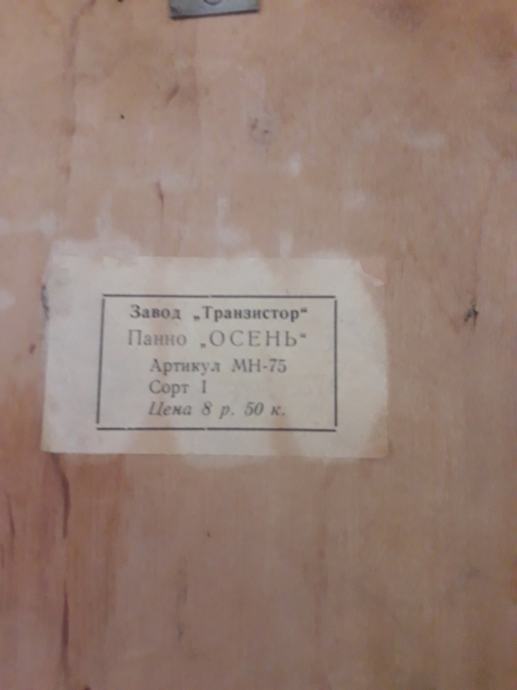 Завод „Транзистор“
Панно „ОСЕНЬ“
Артикул МН-75
Сорт I
Цена 8 р. 50 к.